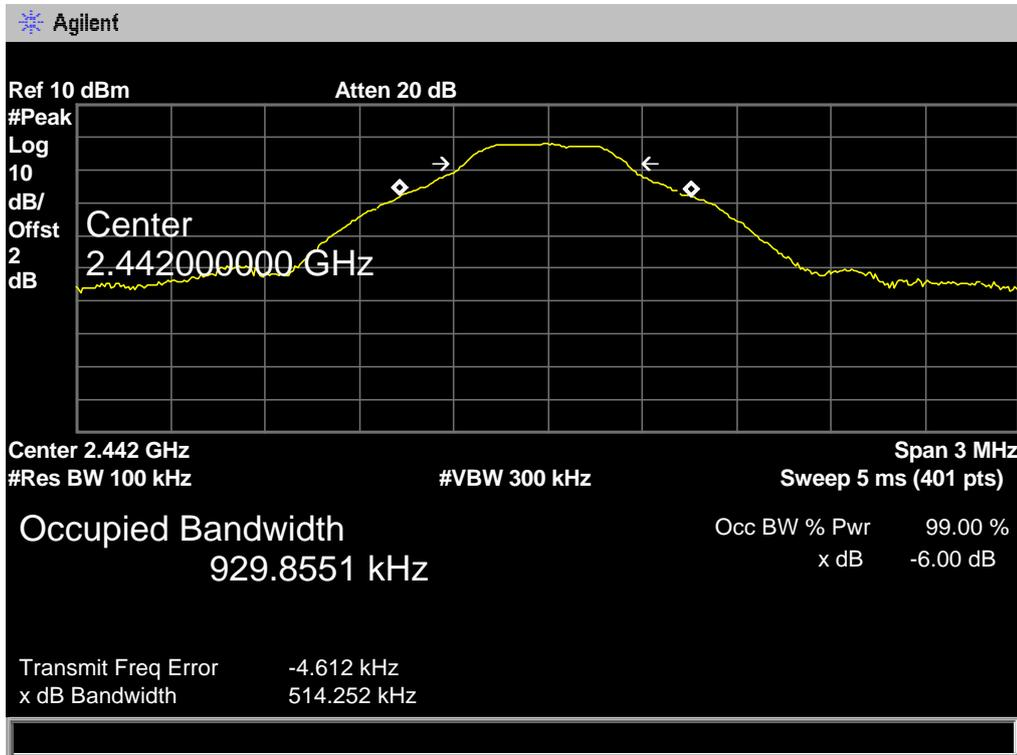 Agilent
Ref 10 dBm Atten 20 dB
#Peak
Log
10
dB/
Offst
2
dB
Center
2.442000000 GHz
Center 2.442 GHz Span 3 MHz
#Res BW 100 kHz #VBW 300 kHz Sweep 5 ms (401 pts)
Occupied Bandwidth
929.8551 kHz
Occ BW % Pwr 99.00 %
x dB -6.00 dB
Transmit Freq Error -4.612 kHz
x dB Bandwidth 514.252 kHz